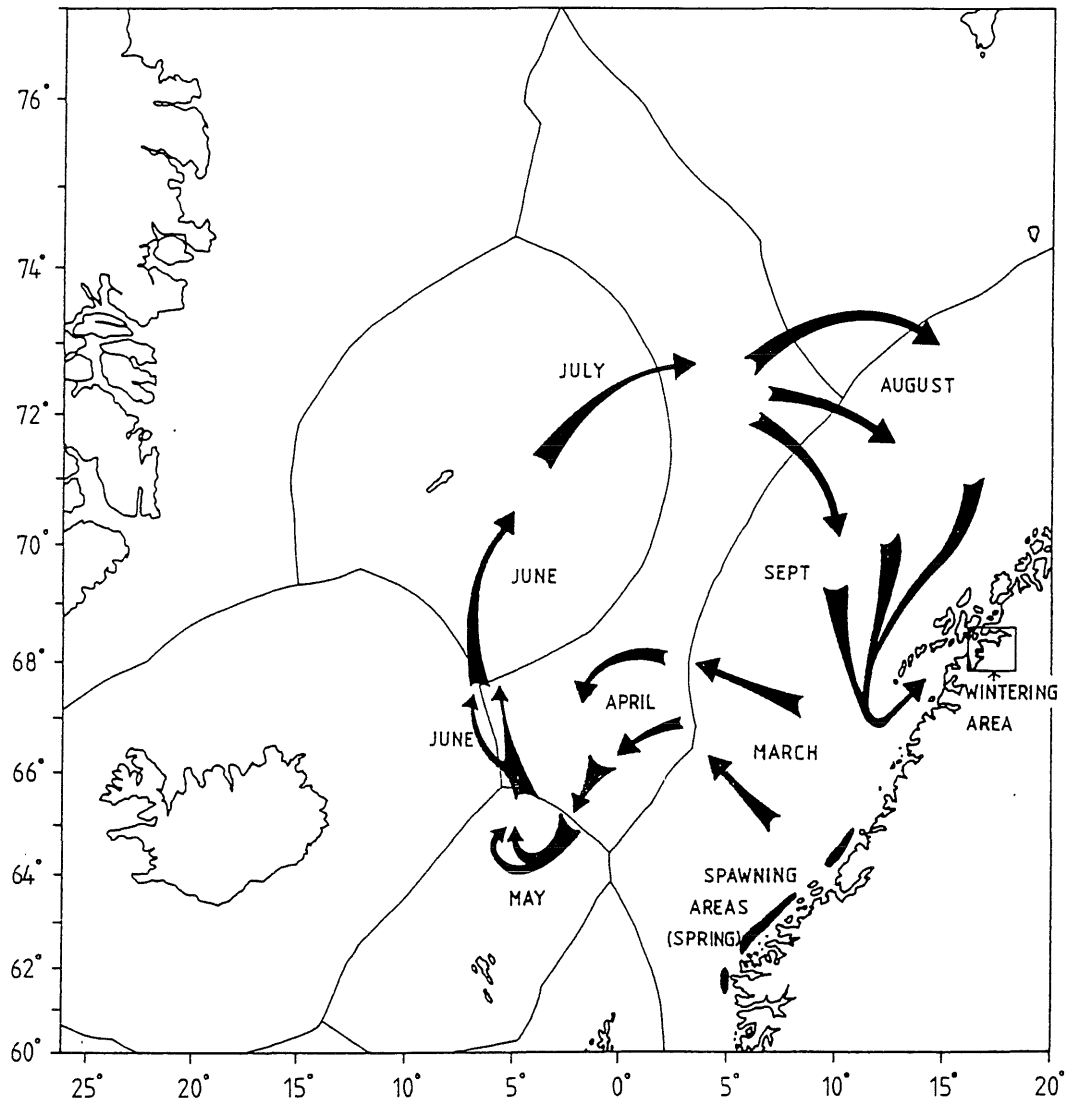 76°
74°
JULY
AUGUST
72°
70°
JUNE
SEPT
68°
WINTERING
AREA
APRIL
JUNE
MARCH
66°
64°
SPAWNING
AREAS
(SPRING)
MAY
62°
60°
25° 20° 15° 10° 5° 0° 5° 10° 15° 20°